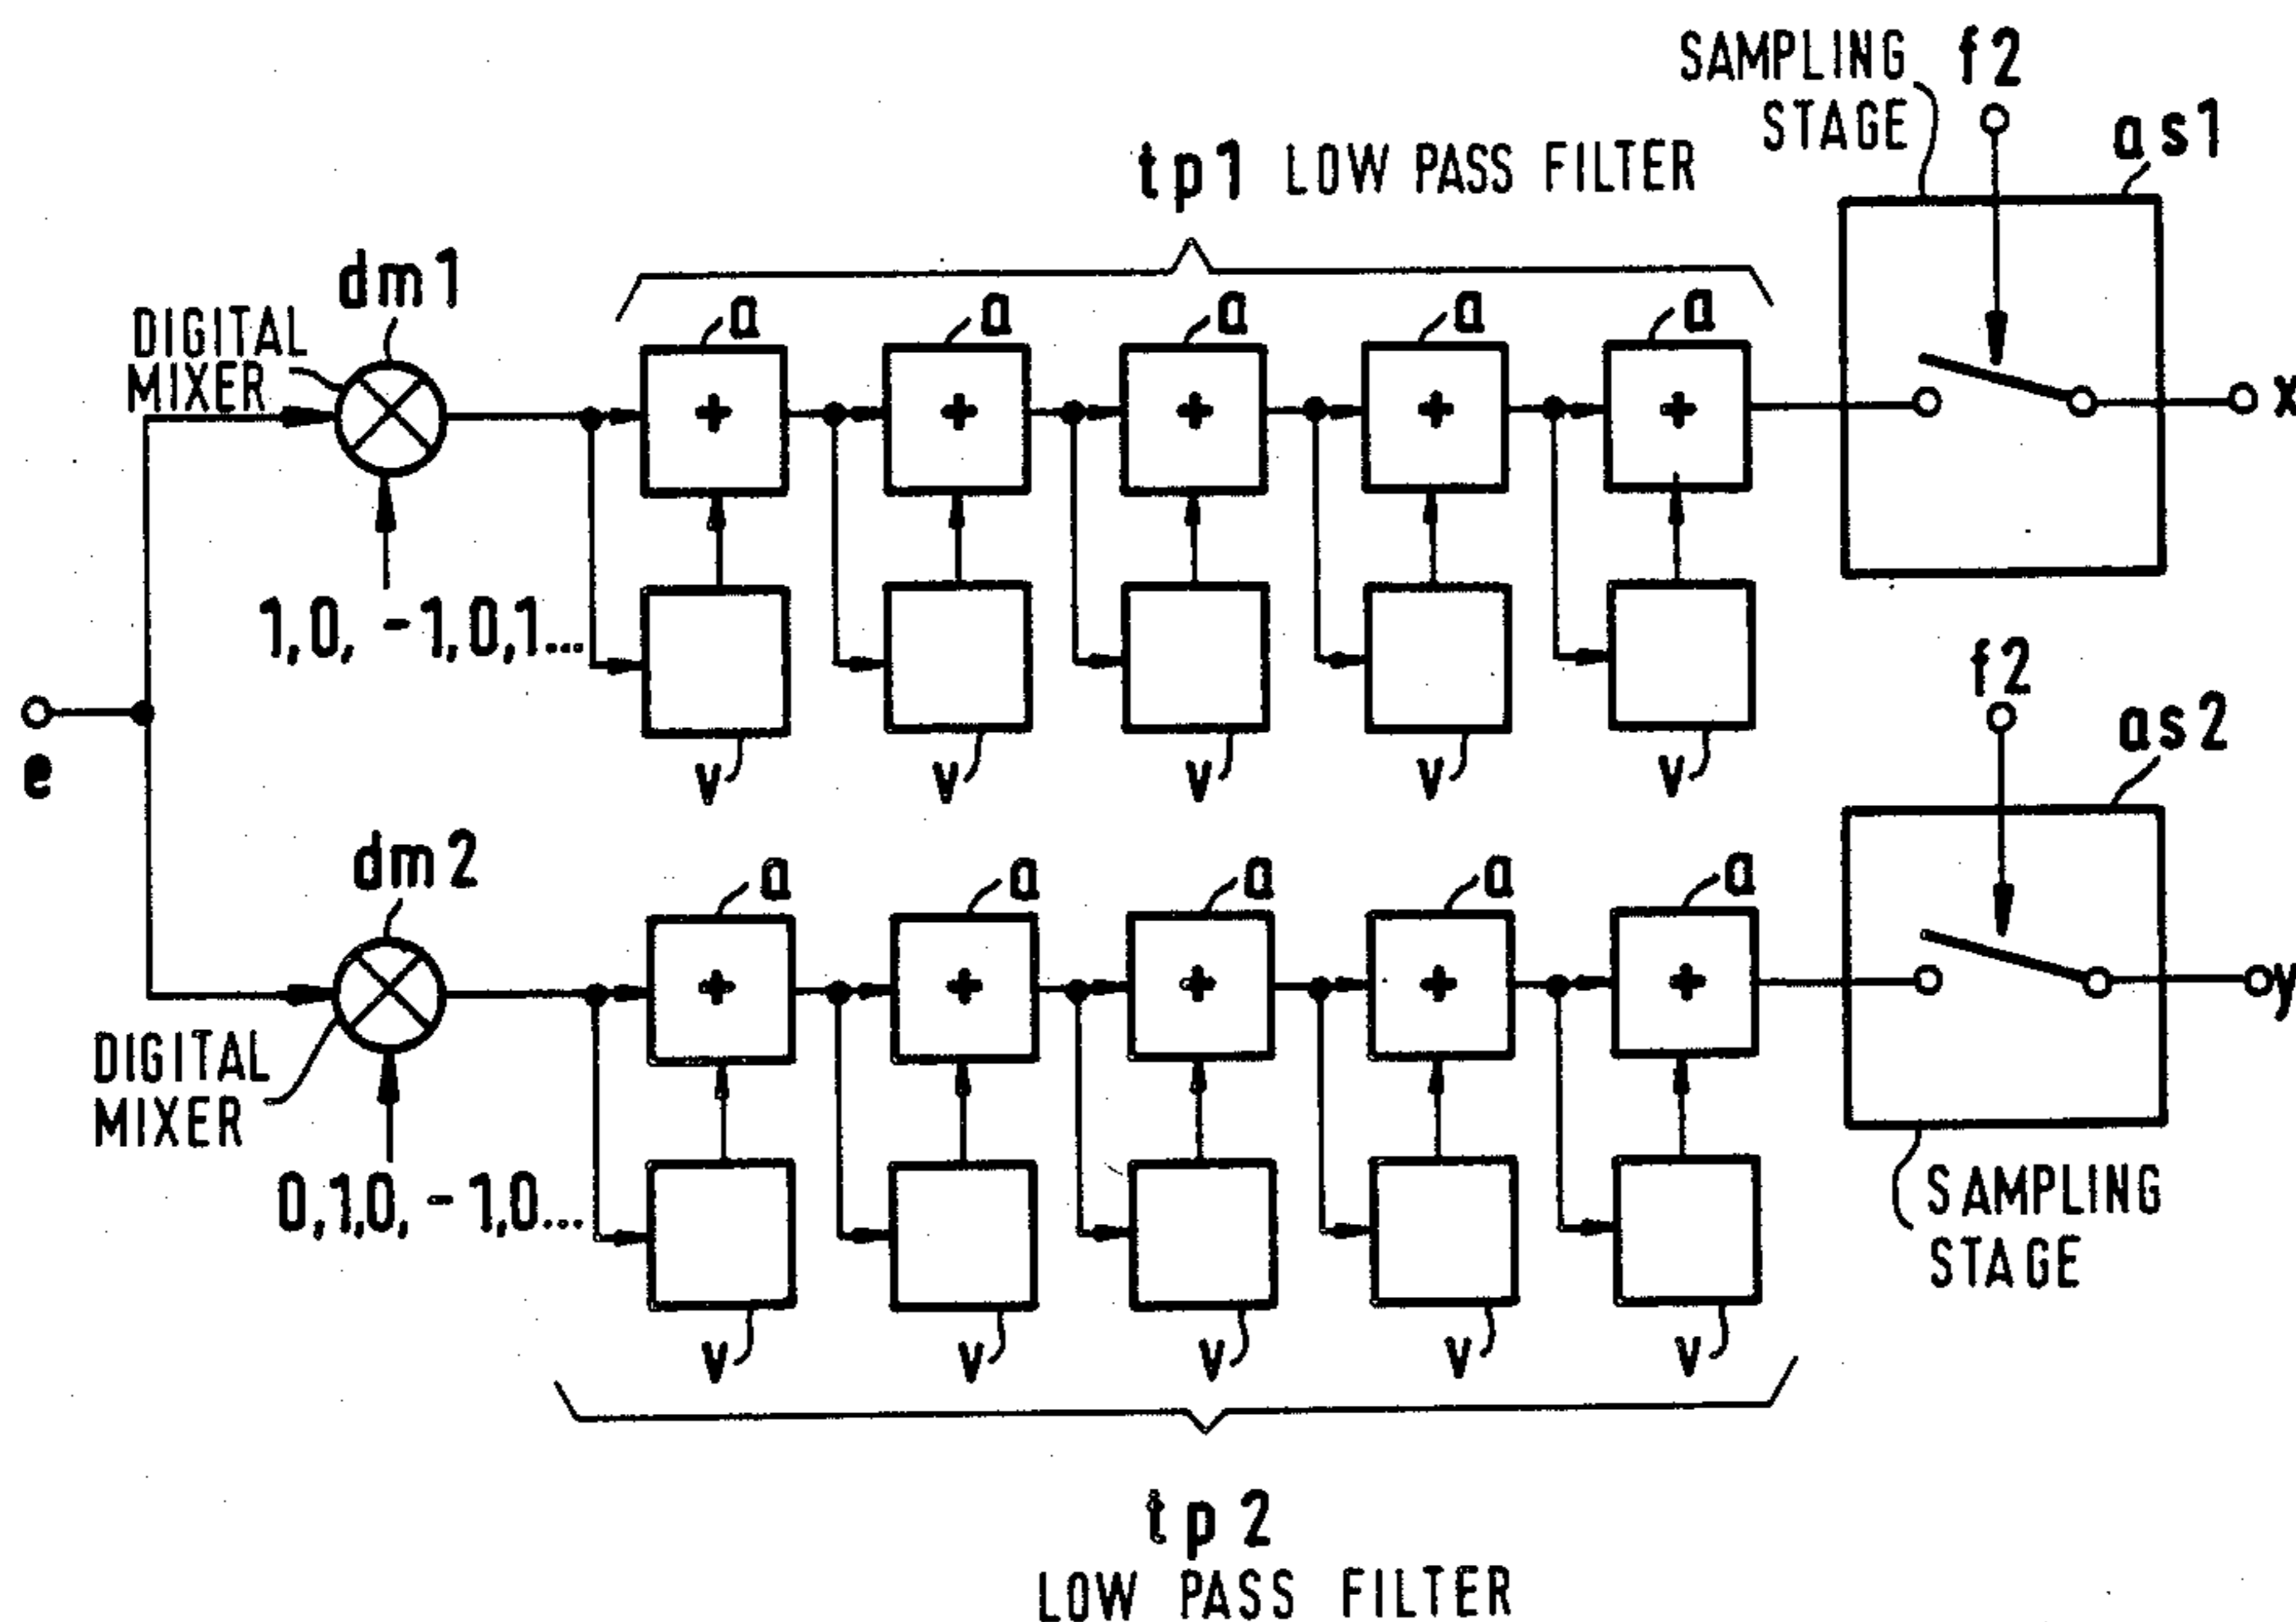 SAMPLING
STAGE
f2
as1
tp1 LOW PASS FILTER
dm1
DIGITAL
MIXER
a
a
a
a
a
+
+
+
+
+
x
1,0, -1,0,1...
v
v
v
v
v
e
f2
as2
dm2
a
a
a
a
a
+
+
+
+
+
y
DIGITAL
MIXER
0,1,0, -1,0...
SAMPLING
STAGE
v
v
v
v
v
tp2
LOW PASS FILTER